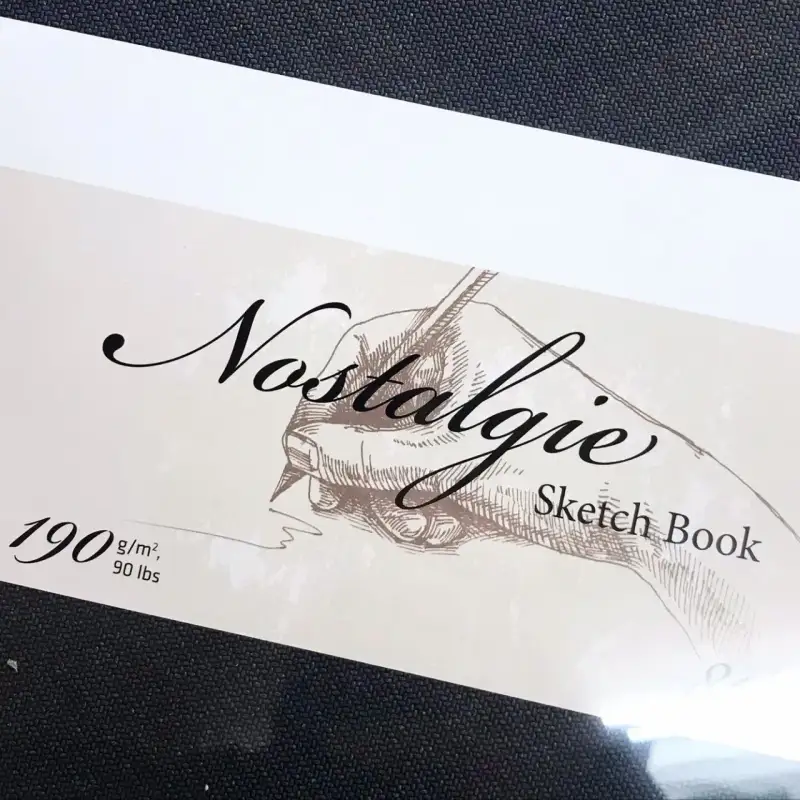 Nostalgie
Sketch Book
190 g/m²,
90 lbs